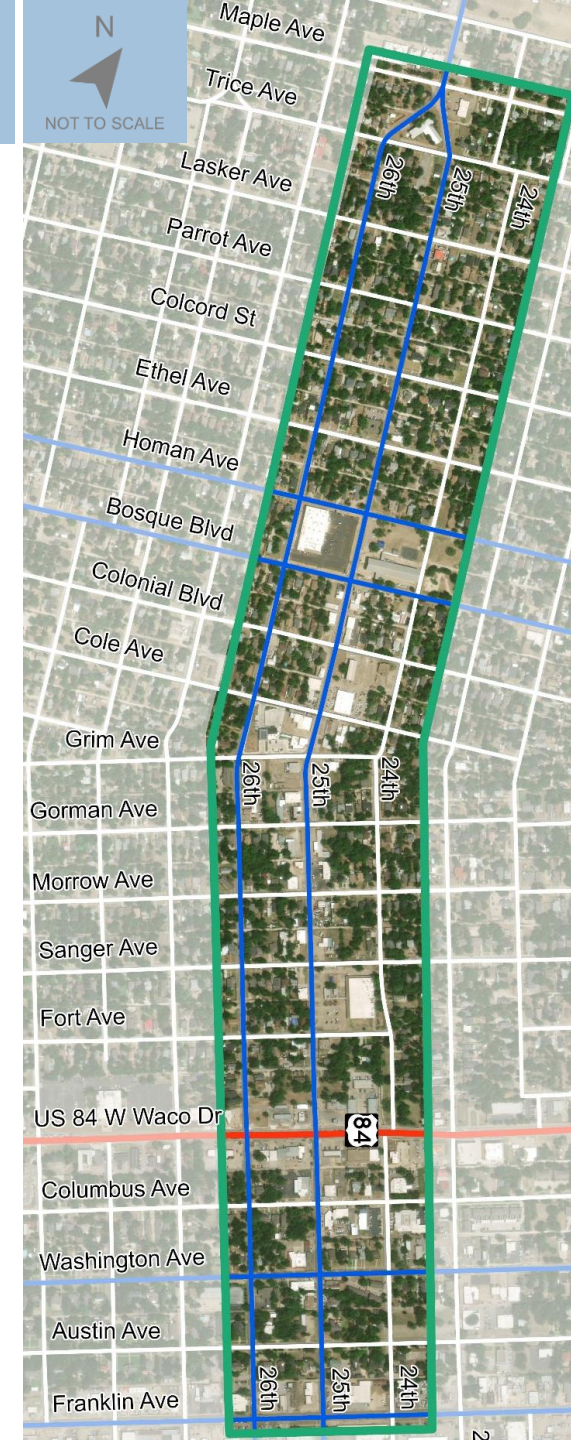 N
NOT TO SCALE
Maple Ave
Trice Ave
Lasker Ave
26th
25th
24th
Parrot Ave
Colcord St
Ethel Ave
Homan Ave
Bosque Blvd
Colonial Blvd
Cole Ave
Grim Ave
26th
25th
24th
Gorman Ave
Morrow Ave
Sanger Ave
Fort Ave
US 84 W Waco Dr
84
Columbus Ave
Washington Ave
Austin Ave
Franklin Ave
26th
25th
24th